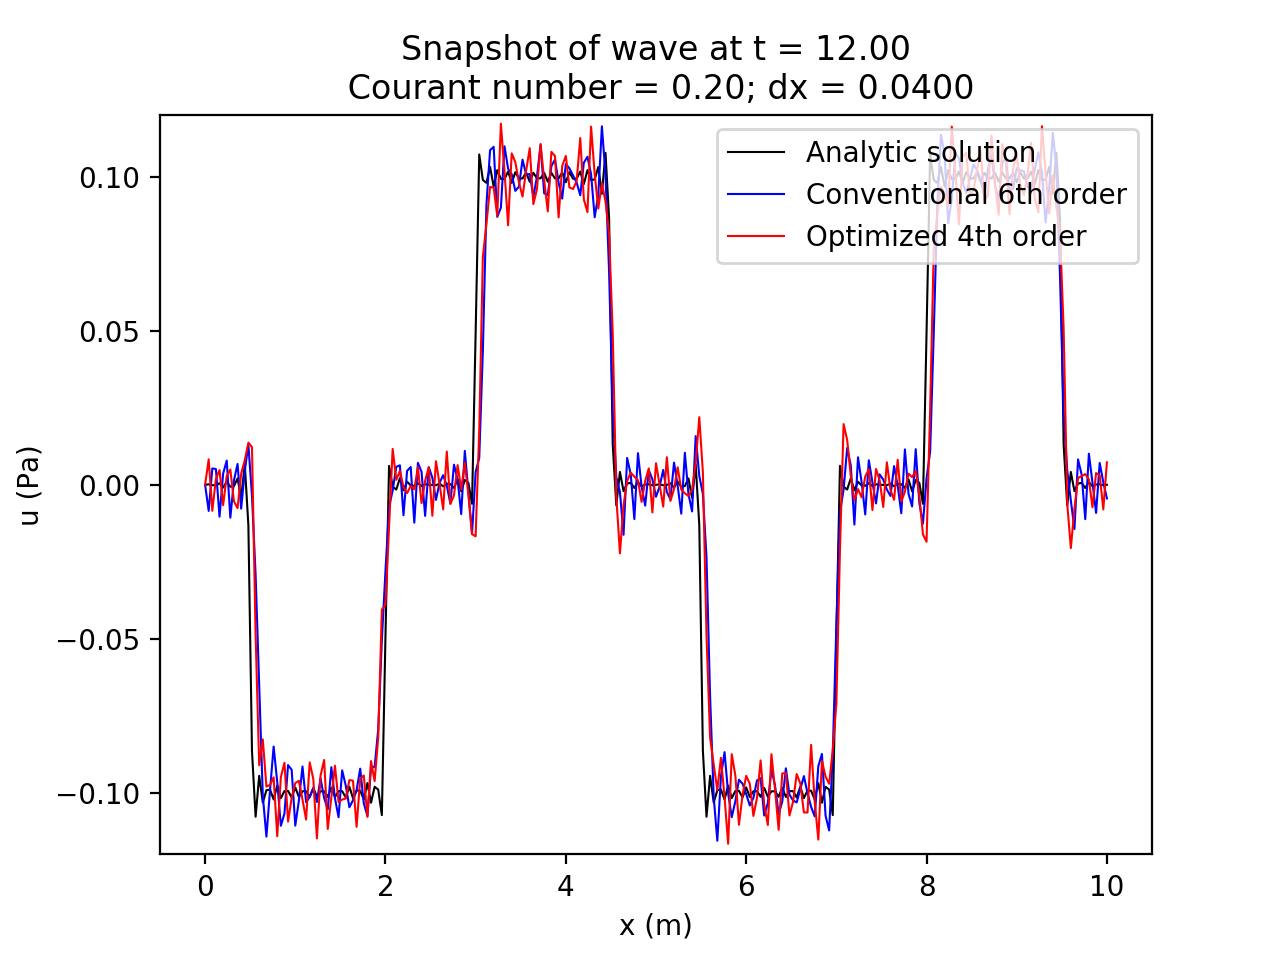 Snapshot of wave at t = 12.00
Courant number = 0.20; dx = 0.0400
Analytic solution
Conventional 6th order
Optimized 4th order
u (Pa)
0.10
0.05
0.00
−0.05
−0.10
0 2 4 6 8 10
x (m)